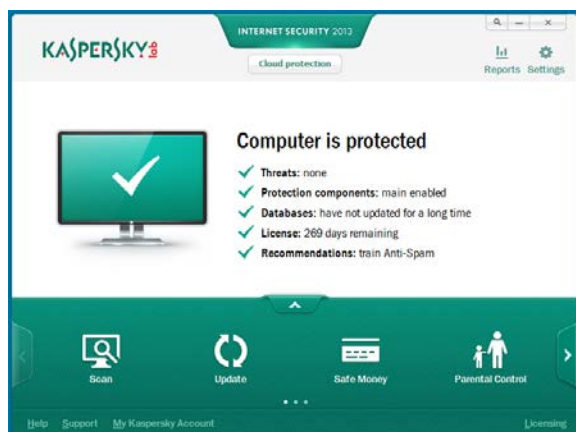 KASPERSKY lab
INTERNET SECURITY 2013
Cloud protection
Reports Settings
Computer is protected
Threats: none
Protection components: main enabled
Databases: have not updated for a long time
License: 269 days remaining
Recommendations: train Anti-Spam
Scan Update Safe Money Parental Control
Help Support My Kaspersky Account Licensing